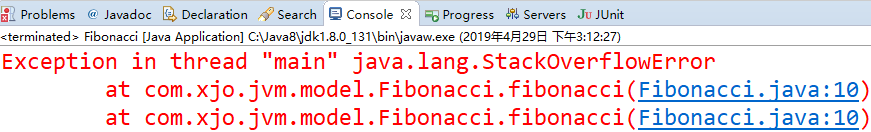 Problems @ Javadoc Declaration Search Console Progress Servers JUnit
<terminated> Fibonacci [Java Application] C:\Java8\jdk1.8.0_131\bin\javaw.exe (2019年4月29日 下午3:12:27)
Exception in thread "main" java.lang.StackOverflowError
at com.xjo.jvm.model.Fibonacci.fibonacci(Fibonacci.java:10)
at com.xjo.jvm.model.Fibonacci.fibonacci(Fibonacci.java:10)